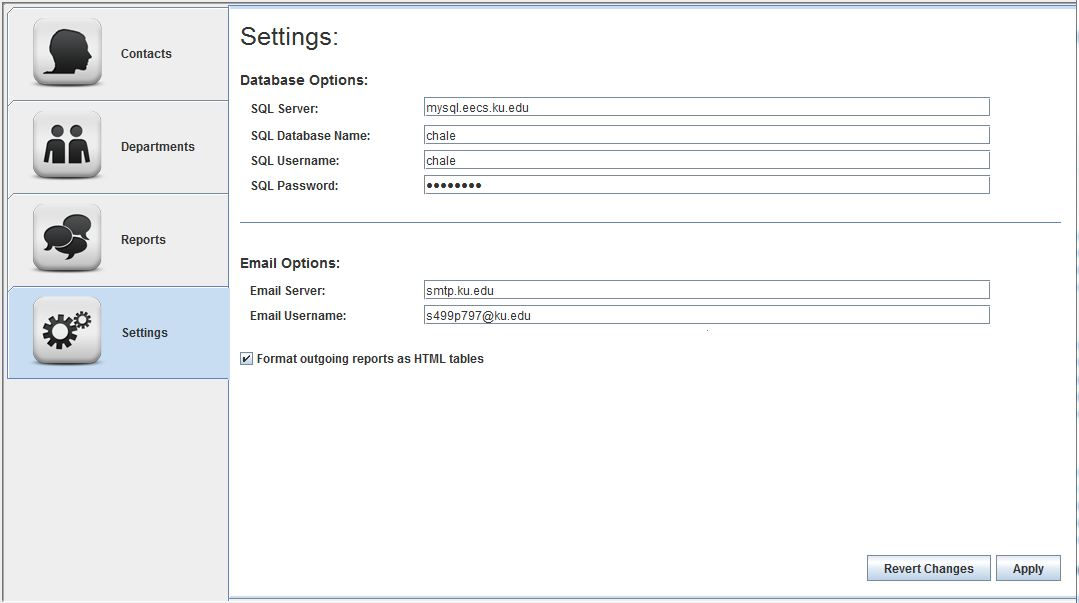 Contacts
Departments
Reports
Settings
Settings:
Database Options:
SQL Server: mysql.eecs.ku.edu
SQL Database Name: chale
SQL Username: chale
SQL Password: ●●●●●●●●
Email Options:
Email Server: smtp.ku.edu
Email Username: s499p797@ku.edu
Format outgoing reports as HTML tables
Revert Changes Apply